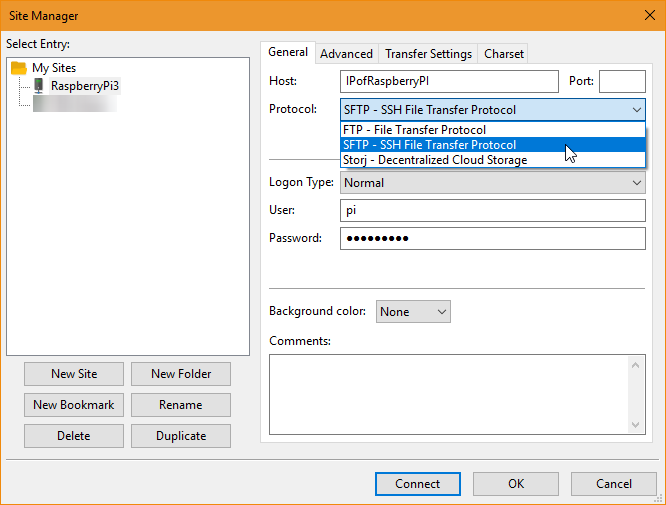 Site Manager
Select Entry:
My Sites
RaspberryPi3
New Site
New Folder
New Bookmark
Rename
Delete
Duplicate
General
Advanced
Transfer Settings
Charset
Host:
IPofRaspberryPI
Port:
Protocol:
SFTP - SSH File Transfer Protocol
FTP - File Transfer Protocol
SFTP - SSH File Transfer Protocol
Storj - Decentralized Cloud Storage
Logon Type:
Normal
User:
pi
Password:
●●●●●●●●●
Background color:
None
Comments:
Connect
OK
Cancel